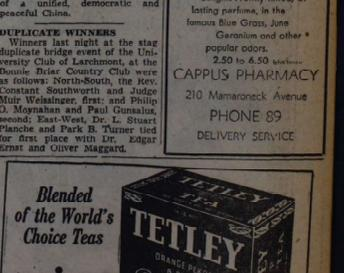 of a unified, democratic and
peaceful China.
DUPLICATE WINNERS
Winners last night at the stag
duplicate bridge event of the Uni-
versity Club of Larchmont, at the
Bonnie Briar Country Club were
as follows: North-South, the Rev.
Constant Southworth and Judge
Muir Weissinger, first; and Philip
O. Moynahan and Paul Gunsalus,
second; East-West, Dr. L. Stuart
Planche and Park B. Turner tied
for first place with Dr. Edgar
Ernst and Oliver Maggard.
lasting perfume, in the
famous Blue Grass, June
Geranium and other
popular odors.
2.50 to 6.50
CAPPUS PHARMACY
210 Mamaroneck Avenue
PHONE 89
DELIVERY SERVICE
Blended
of the World's
Choice Teas
TETLEY
TEA
TETLEY
ORANGE PEKOE